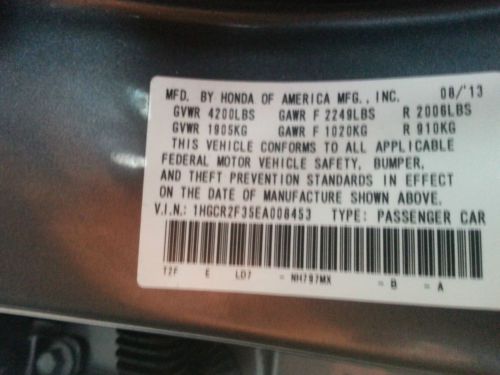 MFD. BY HONDA OF AMERICA MFG., INC. 08/'13
GVWR 4200LBS GAWR F 2249LBS R 2006LBS
GVWR 1905KG GAWR F 1020KG R 910KG
THIS VEHICLE CONFORMS TO ALL APPLICABLE
FEDERAL MOTOR VEHICLE SAFETY, BUMPER,
AND THEFT PREVENTION STANDARDS IN EFFECT
ON THE DATE OF MANUFACTURE SHOWN ABOVE.
V.I.N.: 1HGCR2F35EA006453 TYPE: PASSENGER CAR
T2F E LD7 = NH797MX = B = A